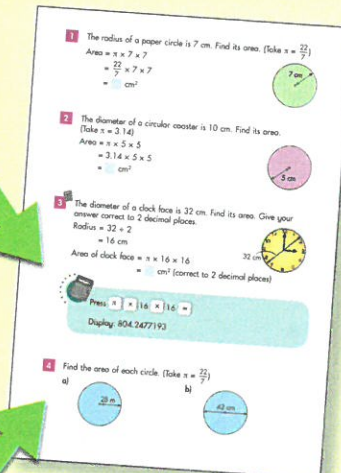 1 The radius of a paper circle is 7 cm. Find its area. (Take π = 22/7)
Area = π × 7 × 7
= 22/7 × 7 × 7
= cm²
7 cm
2 The diameter of a circular coaster is 10 cm. Find its area.
(Take π = 3.14)
Area = π × 5 × 5
= 3.14 × 5 × 5
= cm²
5 cm
3 The diameter of a clock face is 32 cm. Find its area. Give your
answer correct to 2 decimal places.
Radius = 32 ÷ 2
= 16 cm
32 cm
Area of clock face = π × 16 × 16
= cm² (correct to 2 decimal places)
Press π × 16 × 16 =
Display: 804.2477193
4 Find the area of each circle. (Take π = 22/7)
a) b)
28 m
42 cm